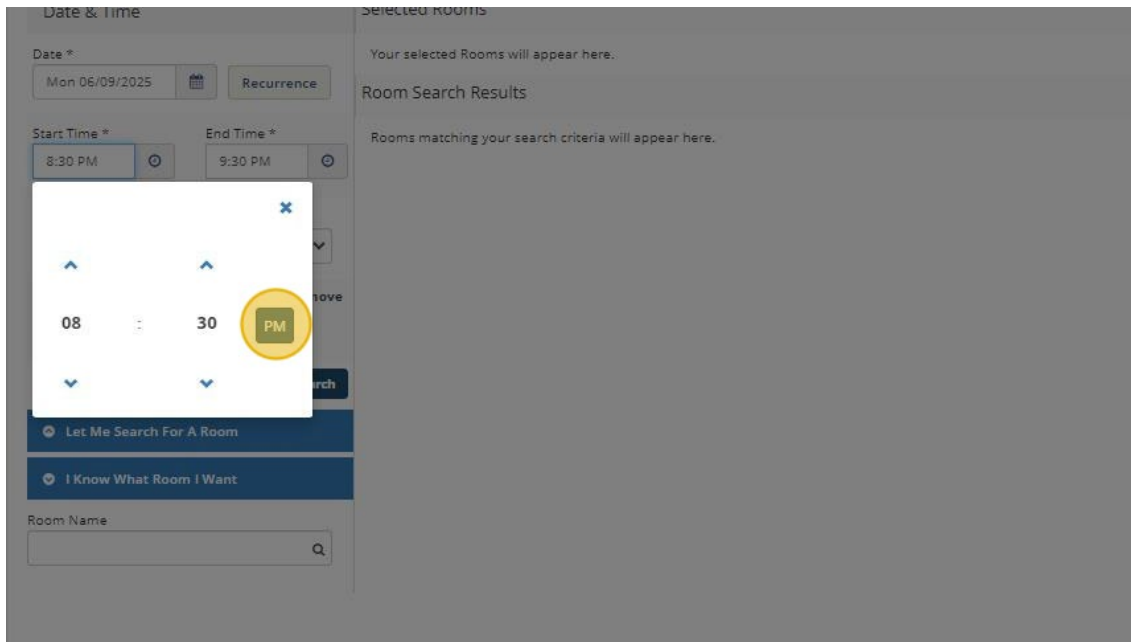 Date & Time
Selected Rooms
Date *
Mon 06/09/2025
Recurrence
Your selected Rooms will appear here.
Room Search Results
Start Time *
End Time *
8:30 PM
9:30 PM
Rooms matching your search criteria will appear here.
08 : 30 PM
Let Me Search For A Room
I Know What Room I Want
Room Name